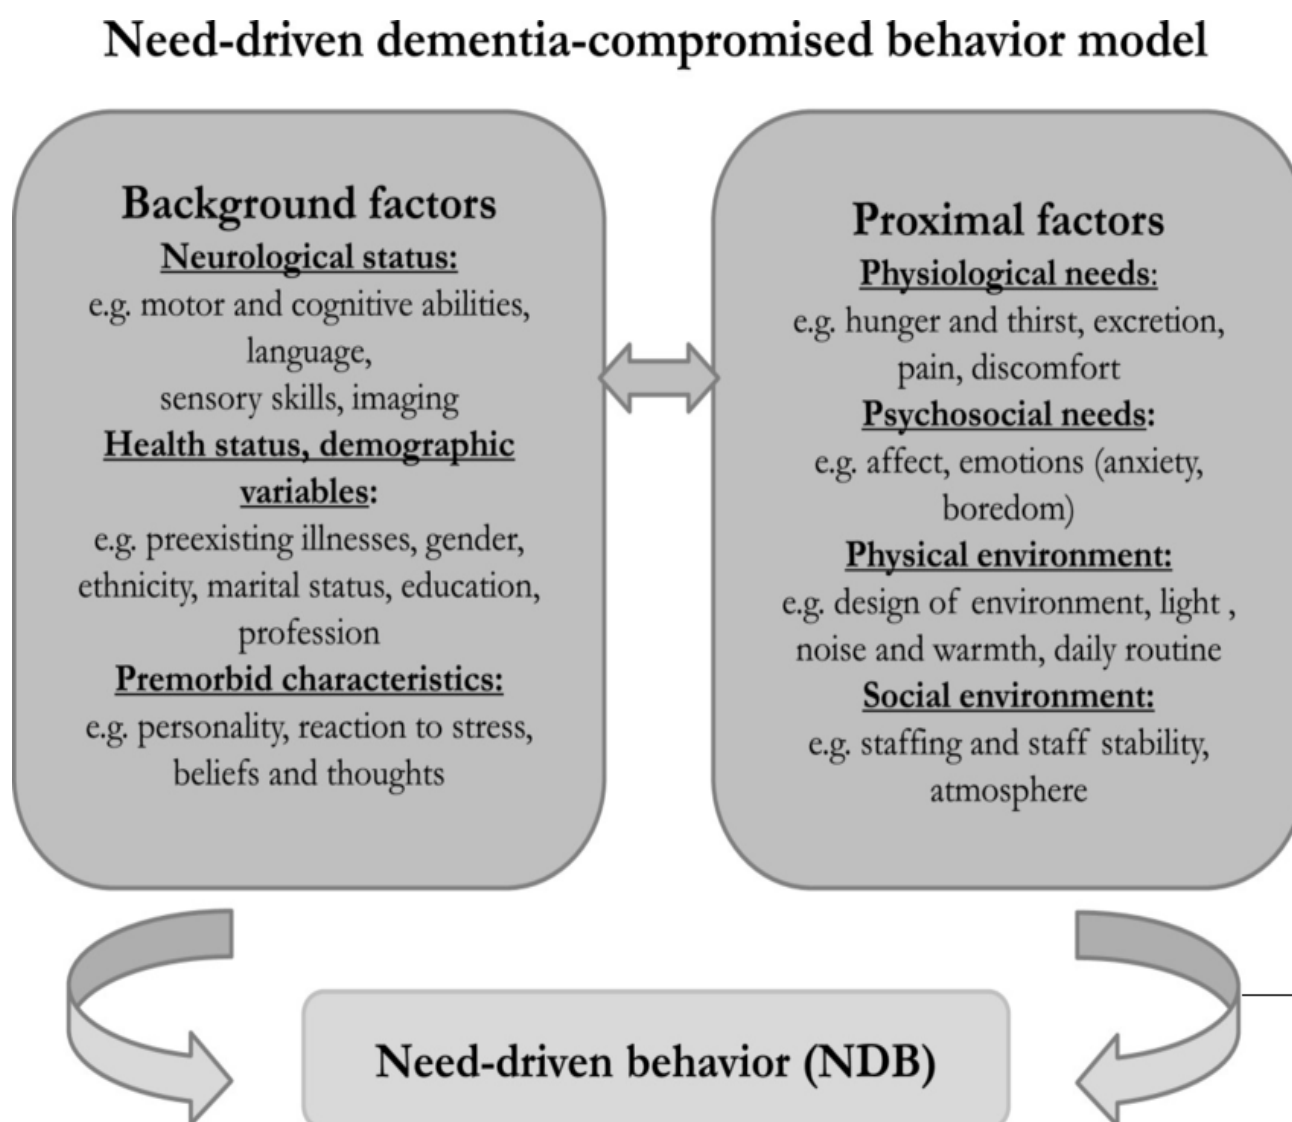 Need-driven dementia-compromised behavior model
Background factors
Neurological status:
e.g. motor and cognitive abilities,
language,
sensory skills, imaging
Health status, demographic
variables:
e.g. preexisting illnesses, gender,
ethnicity, marital status, education,
profession
Premorbid characteristics:
e.g. personality, reaction to stress,
beliefs and thoughts
Proximal factors
Physiological needs:
e.g. hunger and thirst, excretion,
pain, discomfort
Psychosocial needs:
e.g. affect, emotions (anxiety,
boredom)
Physical environment:
e.g. design of environment, light ,
noise and warmth, daily routine
Social environment:
e.g. staffing and staff stability,
atmosphere
Need-driven behavior (NDB)